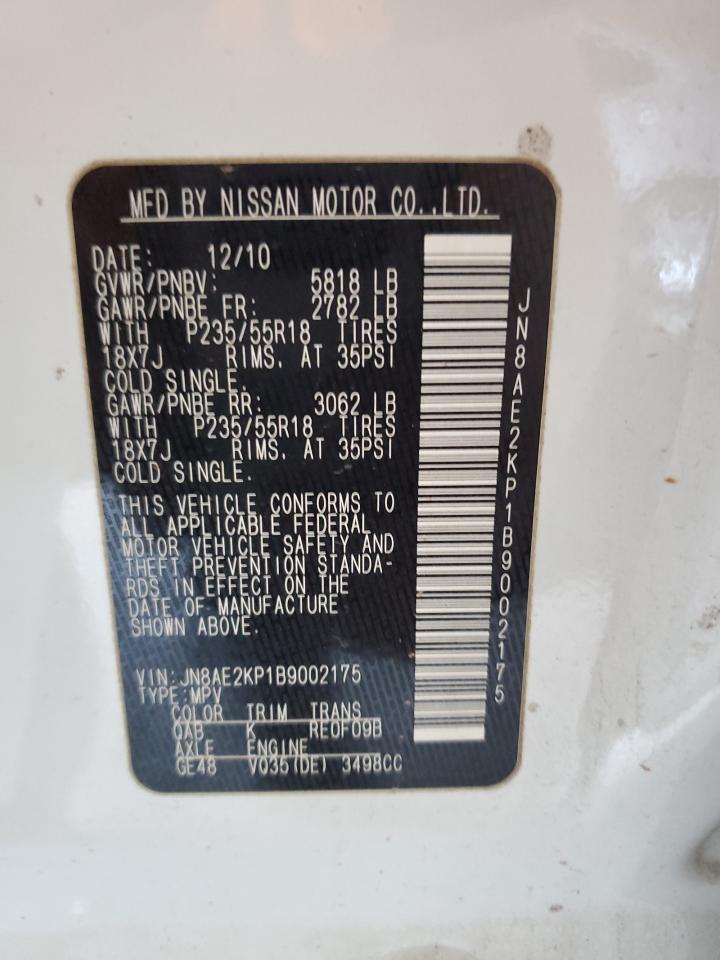 MFD BY NISSAN MOTOR CO.,LTD.
DATE: 12/10
GVWR/PNBV: 5818 LB
GAWR/PNBE FR: 2782 LB
WITH P235/55R18 TIRES
18X7J RIMS, AT 35PSI
COLD SINGLE.
GAWR/PNBE RR: 3062 LB
WITH P235/55R18 TIRES
18X7J RIMS, AT 35PSI
COLD SINGLE.
THIS VEHICLE CONFORMS TO
ALL APPLICABLE FEDERAL
MOTOR VEHICLE SAFETY AND
THEFT PREVENTION STANDA-
RDS IN EFFECT ON THE
DATE OF MANUFACTURE
SHOWN ABOVE.
VIN:JN8AE2KP1B9002175
TYPE:MPV
COLOR TRIM TRANS
QAB K RE0F09B
AXLE ENGINE
GE48 VQ35(DE) 3498CC
JN8AE2KP1B9002175